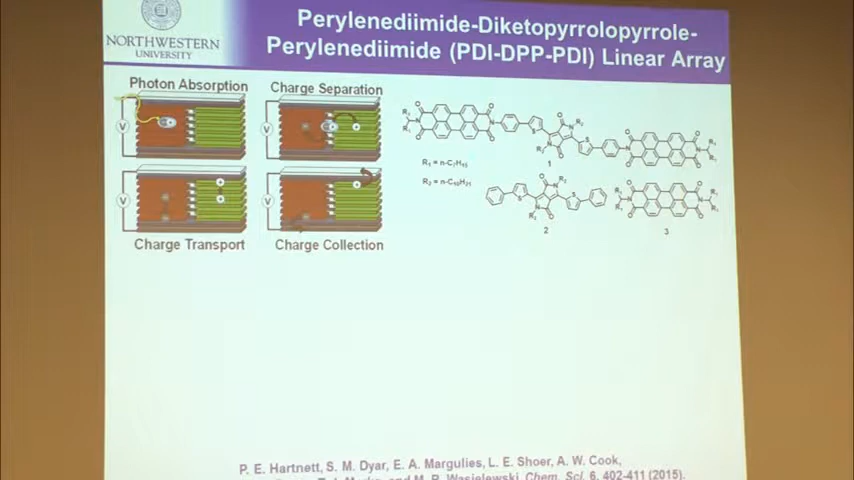 NORTHWESTERN
UNIVERSITY
Perylenediimide-Diketopyrrolopyrrole-
Perylenediimide (PDI-DPP-PDI) Linear Array
Photon Absorption
Charge Separation
V
V
V
V
Charge Transport
Charge Collection
R₁ = n-C₇H₁₅
R₂ = n-C₁₀H₂₁
1
2
3
P. E. Hartnett, S. M. Dyar, E. A. Margulies, L. E. Shoer, A. W. Cook,
and M. R. Wasielewski, Chem. Sci. 6, 402-411 (2015).